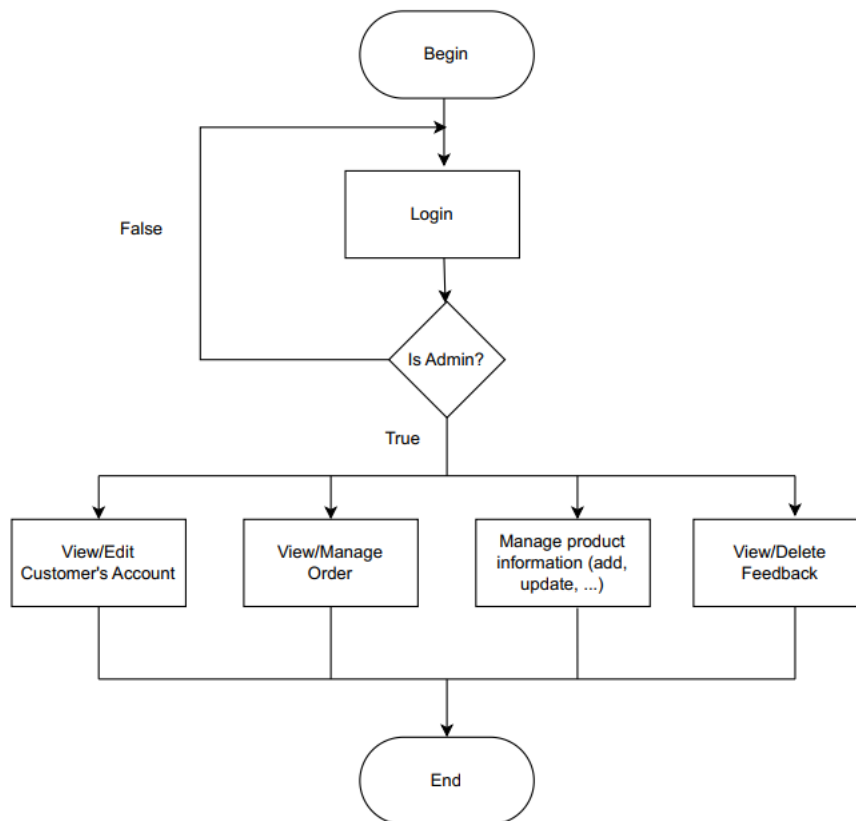 Begin
Login
False
Is Admin?
True
View/Edit
Customer's Account
View/Manage
Order
Manage product
information (add,
update, ...)
View/Delete
Feedback
End